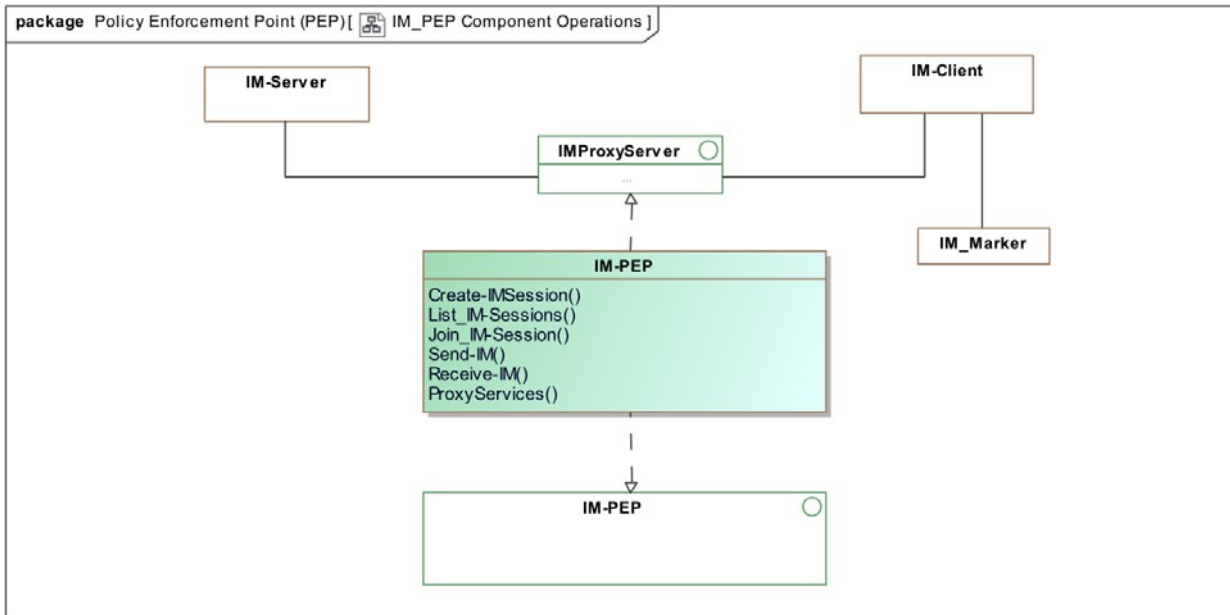 package Policy Enforcement Point (PEP) [ IM_PEP Component Operations ]
IM-Server
IM-Client
IMProxyServer
...
IM_Marker
IM-PEP
Create-IMSession()
List_IM-Sessions()
Join_IM-Session()
Send-IM()
Receive-IM()
ProxyServices()
IM-PEP